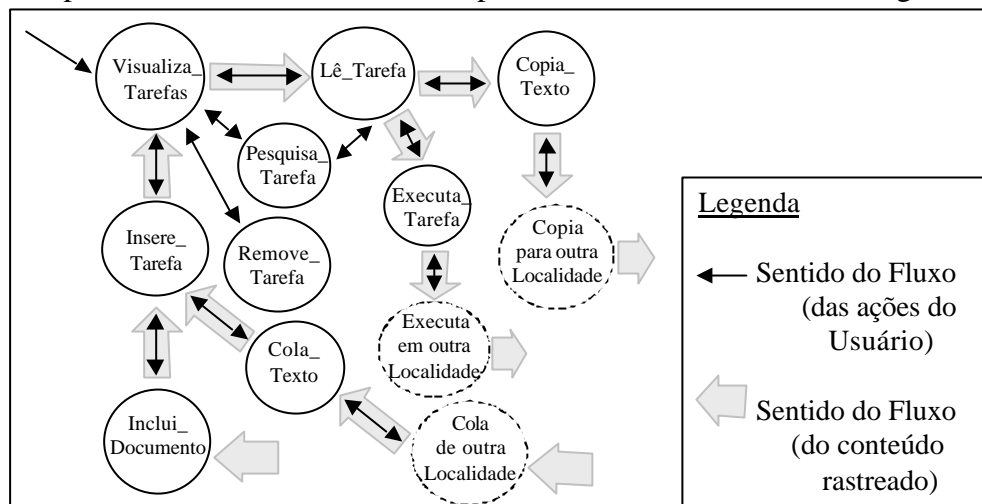 Visualiza_
Tarefas
Lê_Tarefa
Copia_
Texto
Pesquisa_
Tarefa
Executa_
Tarefa
Insere_
Tarefa
Remove_
Tarefa
Copia
para outra
Localidade
Executa
em outra
Localidade
Cola_
Texto
Inclui_
Documento
Cola
de outra
Localidade
Legenda
Sentido do Fluxo
(das ações do
Usuário)
Sentido do Fluxo
(do conteúdo
rastreado)